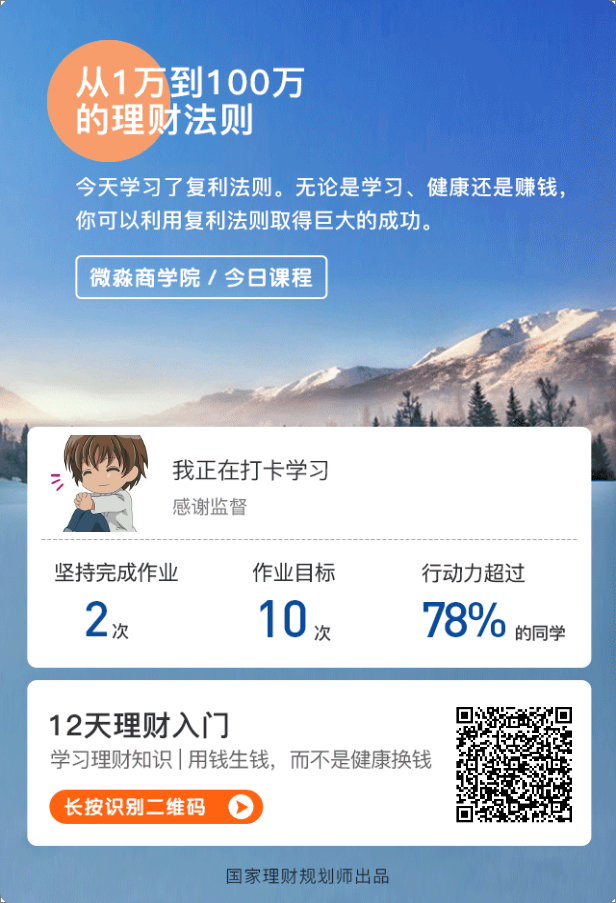 从1万到100万
的理财法则
今天学习了复利法则。无论是学习、健康还是赚钱，
你可以利用复利法则取得巨大的成功。
微淼商学院 / 今日课程
我正在打卡学习
感谢监督
坚持完成作业 作业目标 行动力超过
2 次 10 次 78% 的同学
12天理财入门
学习理财知识 | 用钱生钱，而不是健康换钱
长按识别二维码
国家理财规划师出品